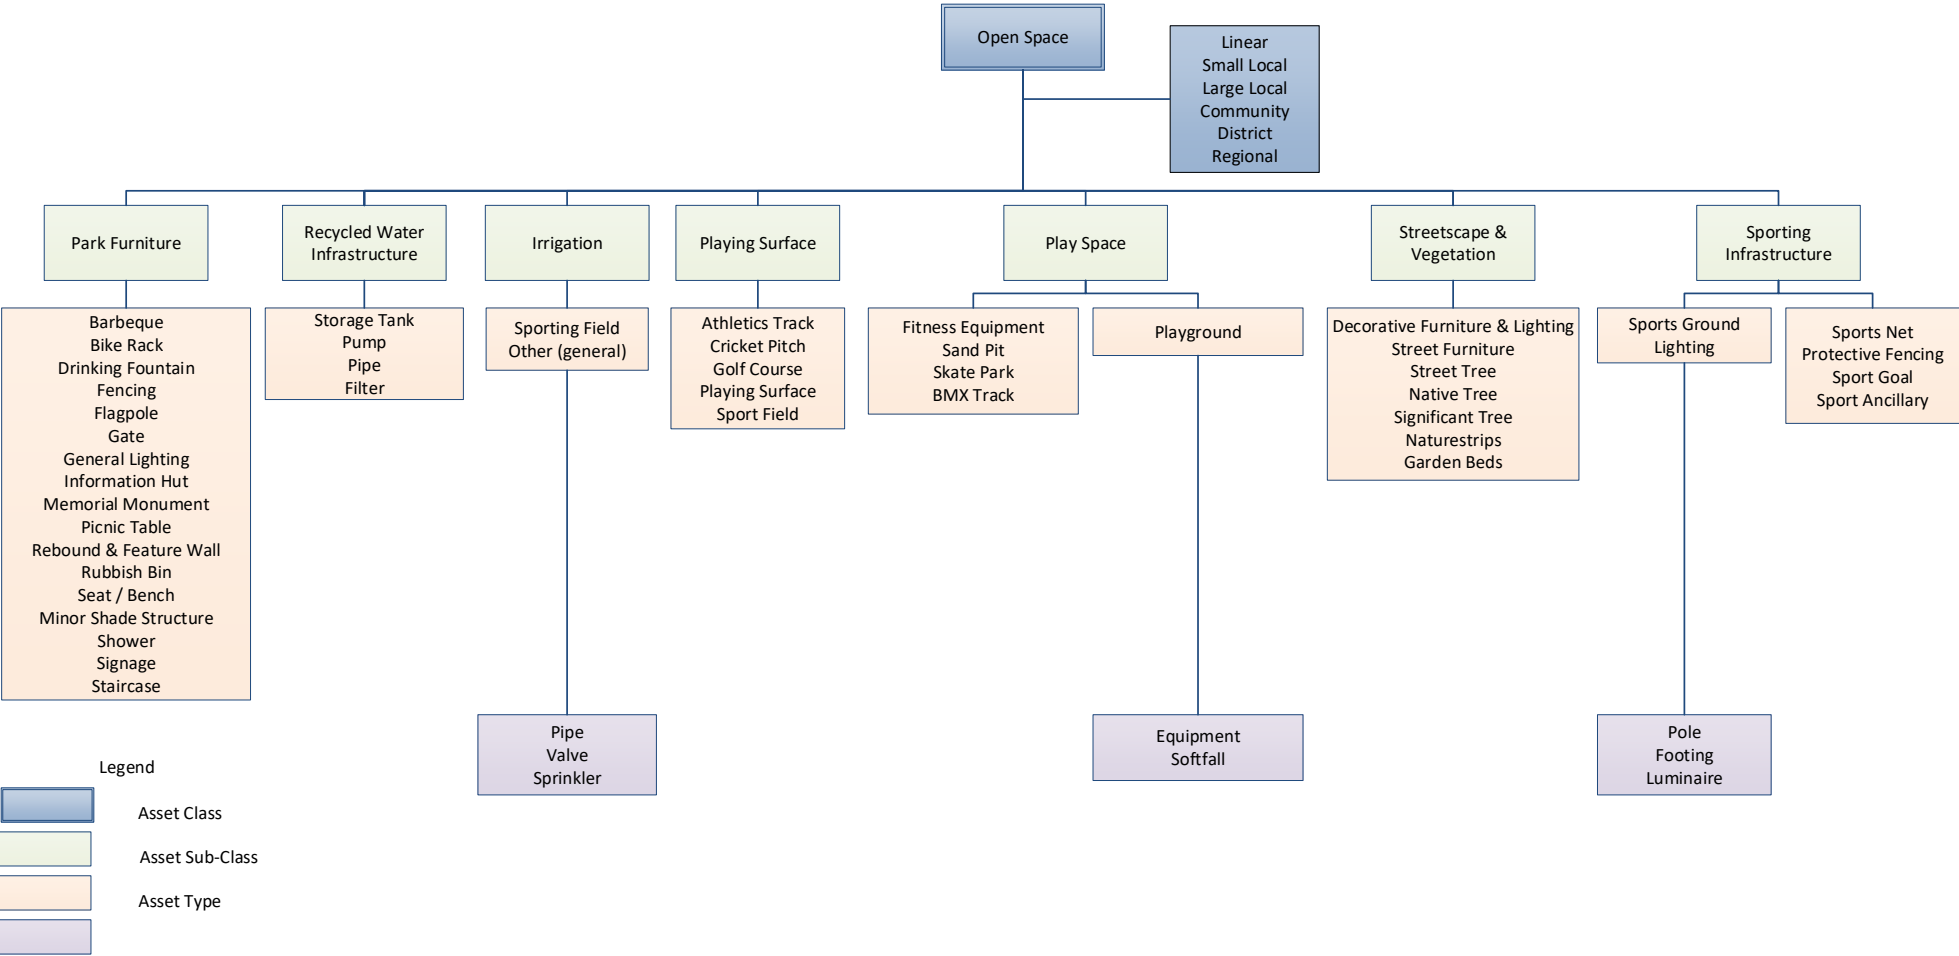 Open Space
Linear
Small Local
Large Local
Community
District
Regional
Park Furniture
Recycled Water
Infrastructure
Irrigation
Playing Surface
Play Space
Streetscape &
Vegetation
Sporting
Infrastructure
Barbeque
Bike Rack
Drinking Fountain
Fencing
Flagpole
Gate
General Lighting
Information Hut
Memorial Monument
Picnic Table
Rebound & Feature Wall
Rubbish Bin
Seat / Bench
Minor Shade Structure
Shower
Signage
Staircase
Storage Tank
Pump
Pipe
Filter
Sporting Field
Other (general)
Athletics Track
Cricket Pitch
Golf Course
Playing Surface
Sport Field
Fitness Equipment
Sand Pit
Skate Park
BMX Track
Playground
Decorative Furniture & Lighting
Street Furniture
Street Tree
Native Tree
Significant Tree
Naturestrips
Garden Beds
Sports Ground
Lighting
Sports Net
Protective Fencing
Sport Goal
Sport Ancillary
Pipe
Valve
Sprinkler
Equipment
Softfall
Pole
Footing
Luminaire
Legend
Asset Class
Asset Sub-Class
Asset Type